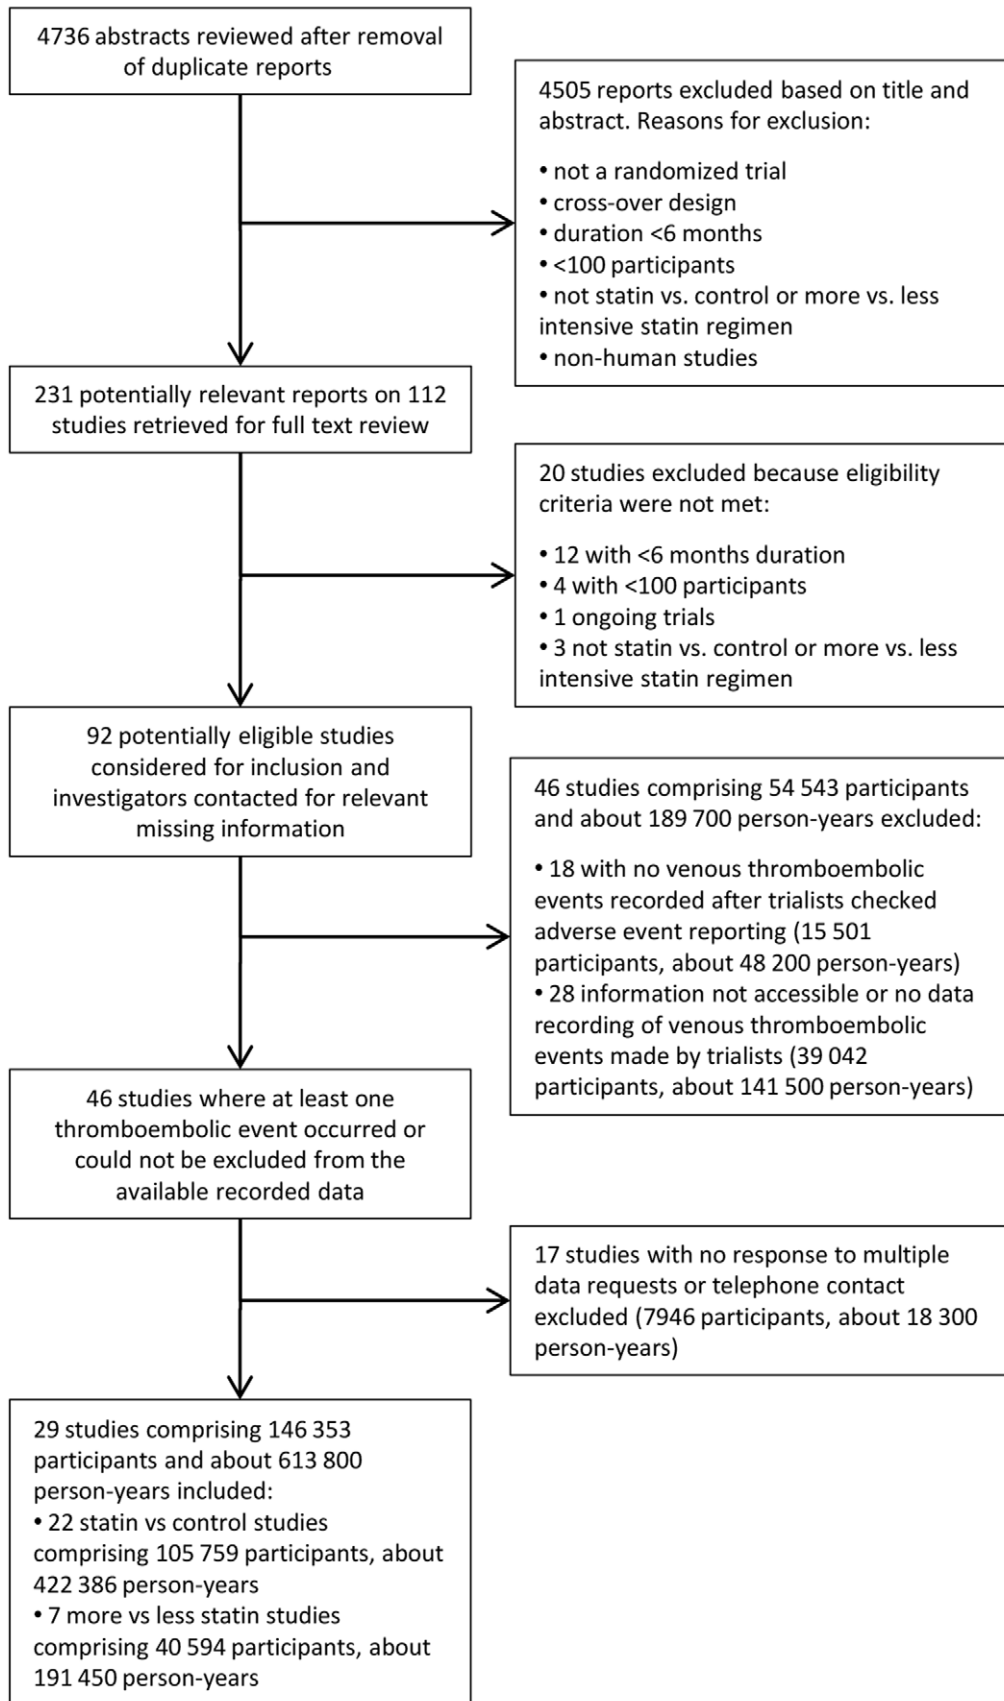 4736 abstracts reviewed after removal
of duplicate reports
4505 reports excluded based on title and
abstract. Reasons for exclusion:
• not a randomized trial
• cross-over design
• duration <6 months
• <100 participants
• not statin vs. control or more vs. less
intensive statin regimen
• non-human studies
231 potentially relevant reports on 112
studies retrieved for full text review
20 studies excluded because eligibility
criteria were not met:
• 12 with <6 months duration
• 4 with <100 participants
• 1 ongoing trials
• 3 not statin vs. control or more vs. less
intensive statin regimen
92 potentially eligible studies
considered for inclusion and
investigators contacted for relevant
missing information
46 studies comprising 54 543 participants
and about 189 700 person-years excluded:
• 18 with no venous thromboembolic
events recorded after trialists checked
adverse event reporting (15 501
participants, about 48 200 person-years)
• 28 information not accessible or no data
recording of venous thromboembolic
events made by trialists (39 042
participants, about 141 500 person-years)
46 studies where at least one
thromboembolic event occurred or
could not be excluded from the
available recorded data
17 studies with no response to multiple
data requests or telephone contact
excluded (7946 participants, about 18 300
person-years)
29 studies comprising 146 353
participants and about 613 800
person-years included:
• 22 statin vs control studies
comprising 105 759 participants, about
422 386 person-years
• 7 more vs less statin studies
comprising 40 594 participants, about
191 450 person-years